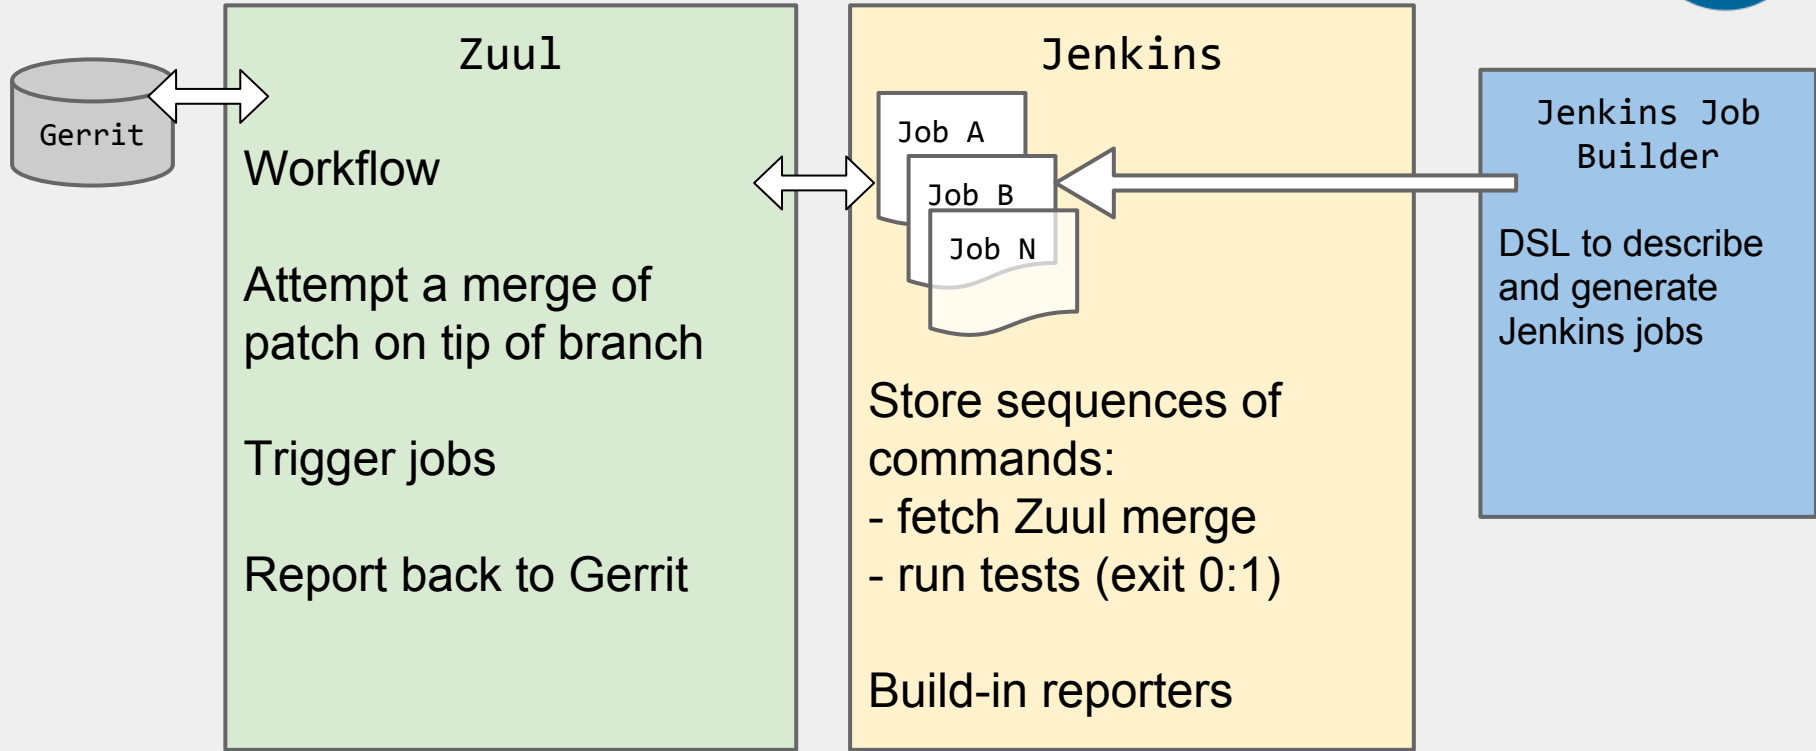 Gerrit
Zuul
Workflow
Attempt a merge of
patch on tip of branch
Trigger jobs
Report back to Gerrit
Jenkins
Job A
Job B
Job N
Store sequences of
commands:
- fetch Zuul merge
- run tests (exit 0:1)
Build-in reporters
Jenkins Job
Builder
DSL to describe
and generate
Jenkins jobs